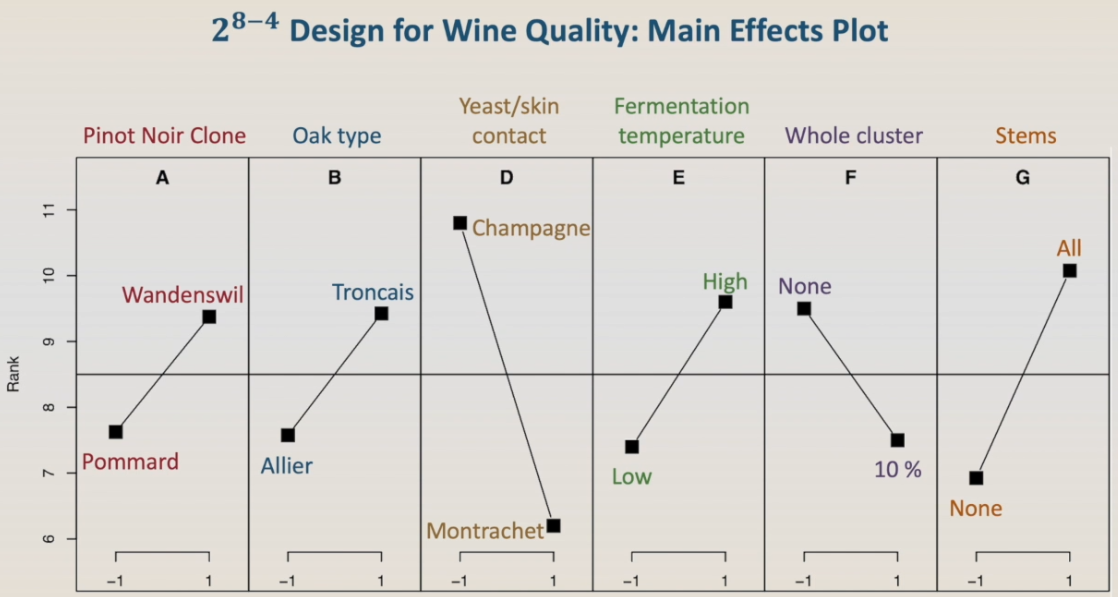 2^{8−4} Design for Wine Quality: Main Effects Plot
Yeast/skin Fermentation
Pinot Noir Clone Oak type contact temperature Whole cluster Stems
A B D E F G
11
Champagne
All
10
Wandenswil Troncais High None
9
Rank
8
Pommard Allier 10 %
7
Low
None
Montrachet
6
−1 1 −1 1 −1 1 −1 1 −1 1 −1 1